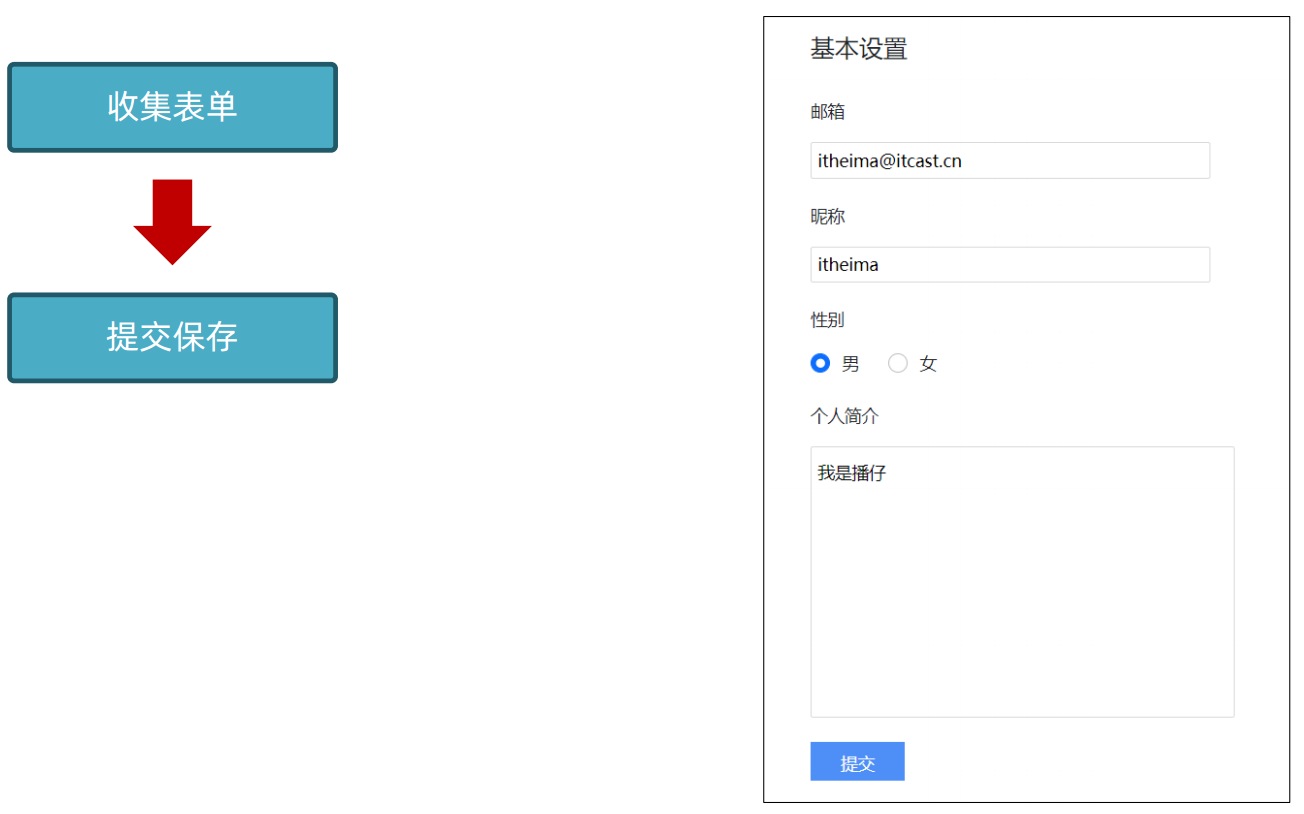 收集表单
提交保存
基本设置
邮箱
itheima@itcast.cn
昵称
itheima
性别
男 女
个人简介
我是播仔
提交